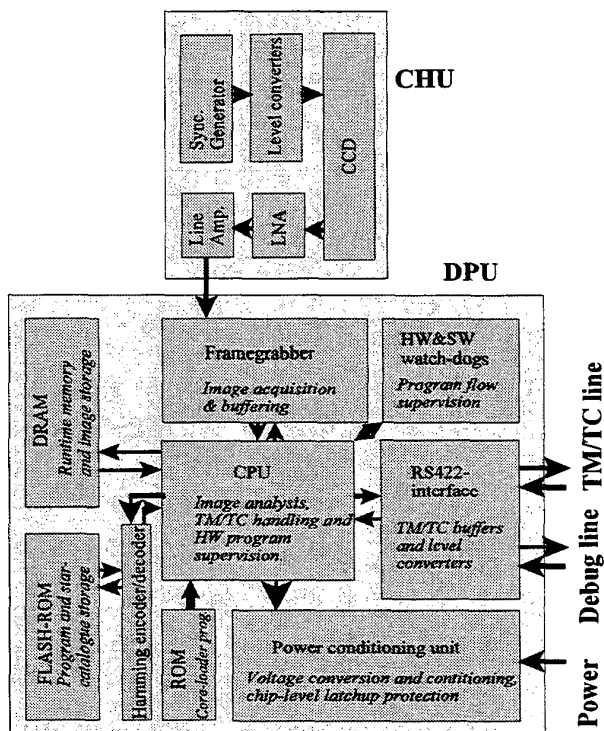 CHU
Sync.
Generator
Level converters
CCD
Line
Amp.
LNA
DPU
DRAM
Runtime memory
and Image storage
Framegrabber
Image acquisition
& buffering
HW&SW
watch-dogs
Program flow
supervision
CPU
Image analysis,
TM/TC handling and
HW program
supervision.
RS422-
interface
TM/TC buffers
and level
converters
TM/TC line
Debug line
Power
FLASH-ROM
Program and star-
catalogue storage
Hamming encoder/decoder
ROM
Core-loader prog
Power conditioning unit
Voltage conversion and contitioning,
chip-level latchup protection